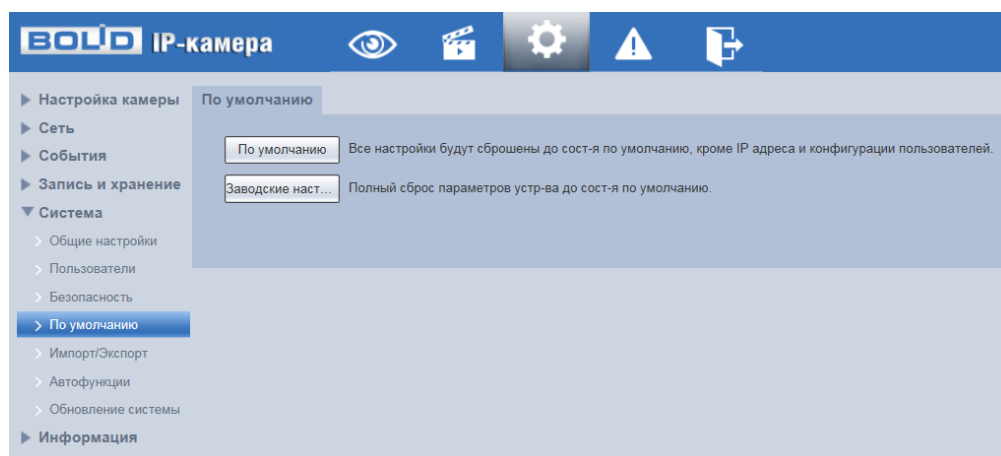 BOLID IP-камера
Настройка камеры
Сеть
События
Запись и хранение
Система
Общие настройки
Пользователи
Безопасность
По умолчанию
Импорт/Экспорт
Автофункции
Обновление системы
Информация
По умолчанию
По умолчанию Все настройки будут сброшены до сост-я по умолчанию, кроме IP адреса и конфигурации пользователей.
Заводские наст... Полный сброс параметров устр-ва до сост-я по умолчанию.